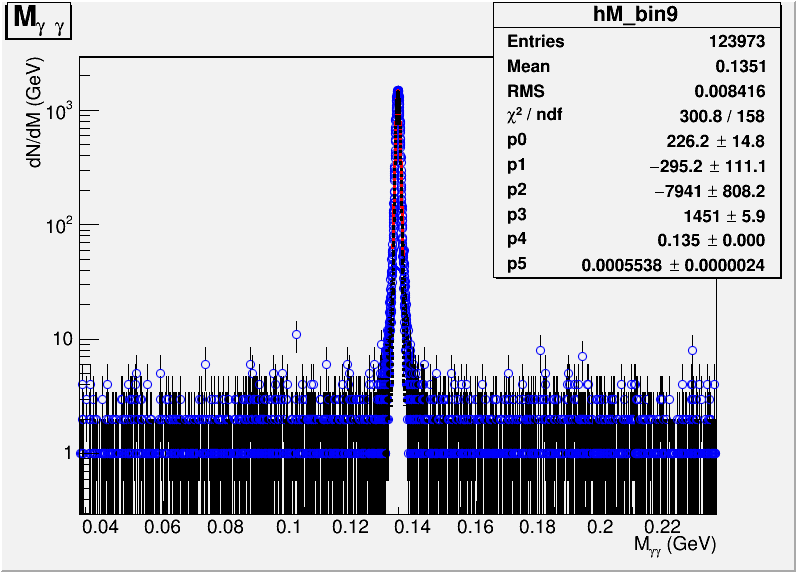 M_γ γ
hM_bin9
Entries 123973
Mean 0.1351
RMS 0.008416
χ² / ndf 300.8 / 158
p0 226.2 ± 14.8
p1 −295.2 ± 111.1
p2 −7941 ± 808.2
p3 1451 ± 5.9
p4 0.135 ± 0.000
p5 0.0005538 ± 0.0000024
dN/dM (GeV)
10³
10²
10
1
0.04 0.06 0.08 0.1 0.12 0.14 0.16 0.18 0.2 0.22
M_γγ (GeV)